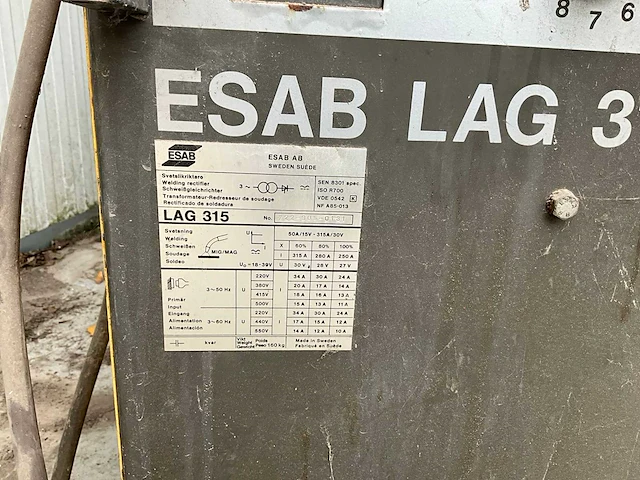 8 7 6
ESAB LAG 3
ESAB
ESAB AB
SWEDEN SUÈDE
Svetslikriktare
Welding rectifier
Schweißgleichrichter
Transformateur-Redresseur de soudage
Rectificado de soldadura
3~
SEN 8301 spec.
ISO R700
VDE 0542 K
NF A85-013
LAG 315 No.
Svetsning
Welding
Schweißen
Soudage
Soldeo
MIG/MAG
U
I
50A/15V - 315A/30V
X 60% 80% 100%
I 315 A 280 A 250 A
U₀=18-39V U 30 V 28 V 27 V
Primär
Input
Eingang
Alimentation
Alimentación
3~50 Hz U I
220V 34 A 30 A 24 A
380V 20 A 17 A 14 A
415V 18 A 16 A 13 A
500V 15 A 13 A 11 A
3~60 Hz U I
220V 34 A 30 A 24 A
440V 17 A 15 A 12 A
550V 14 A 12 A 10 A
kvar
Vikt Poids
Weight Peso 160 kg
Gewicht
Made in Sweden
Fabriqué en Suède